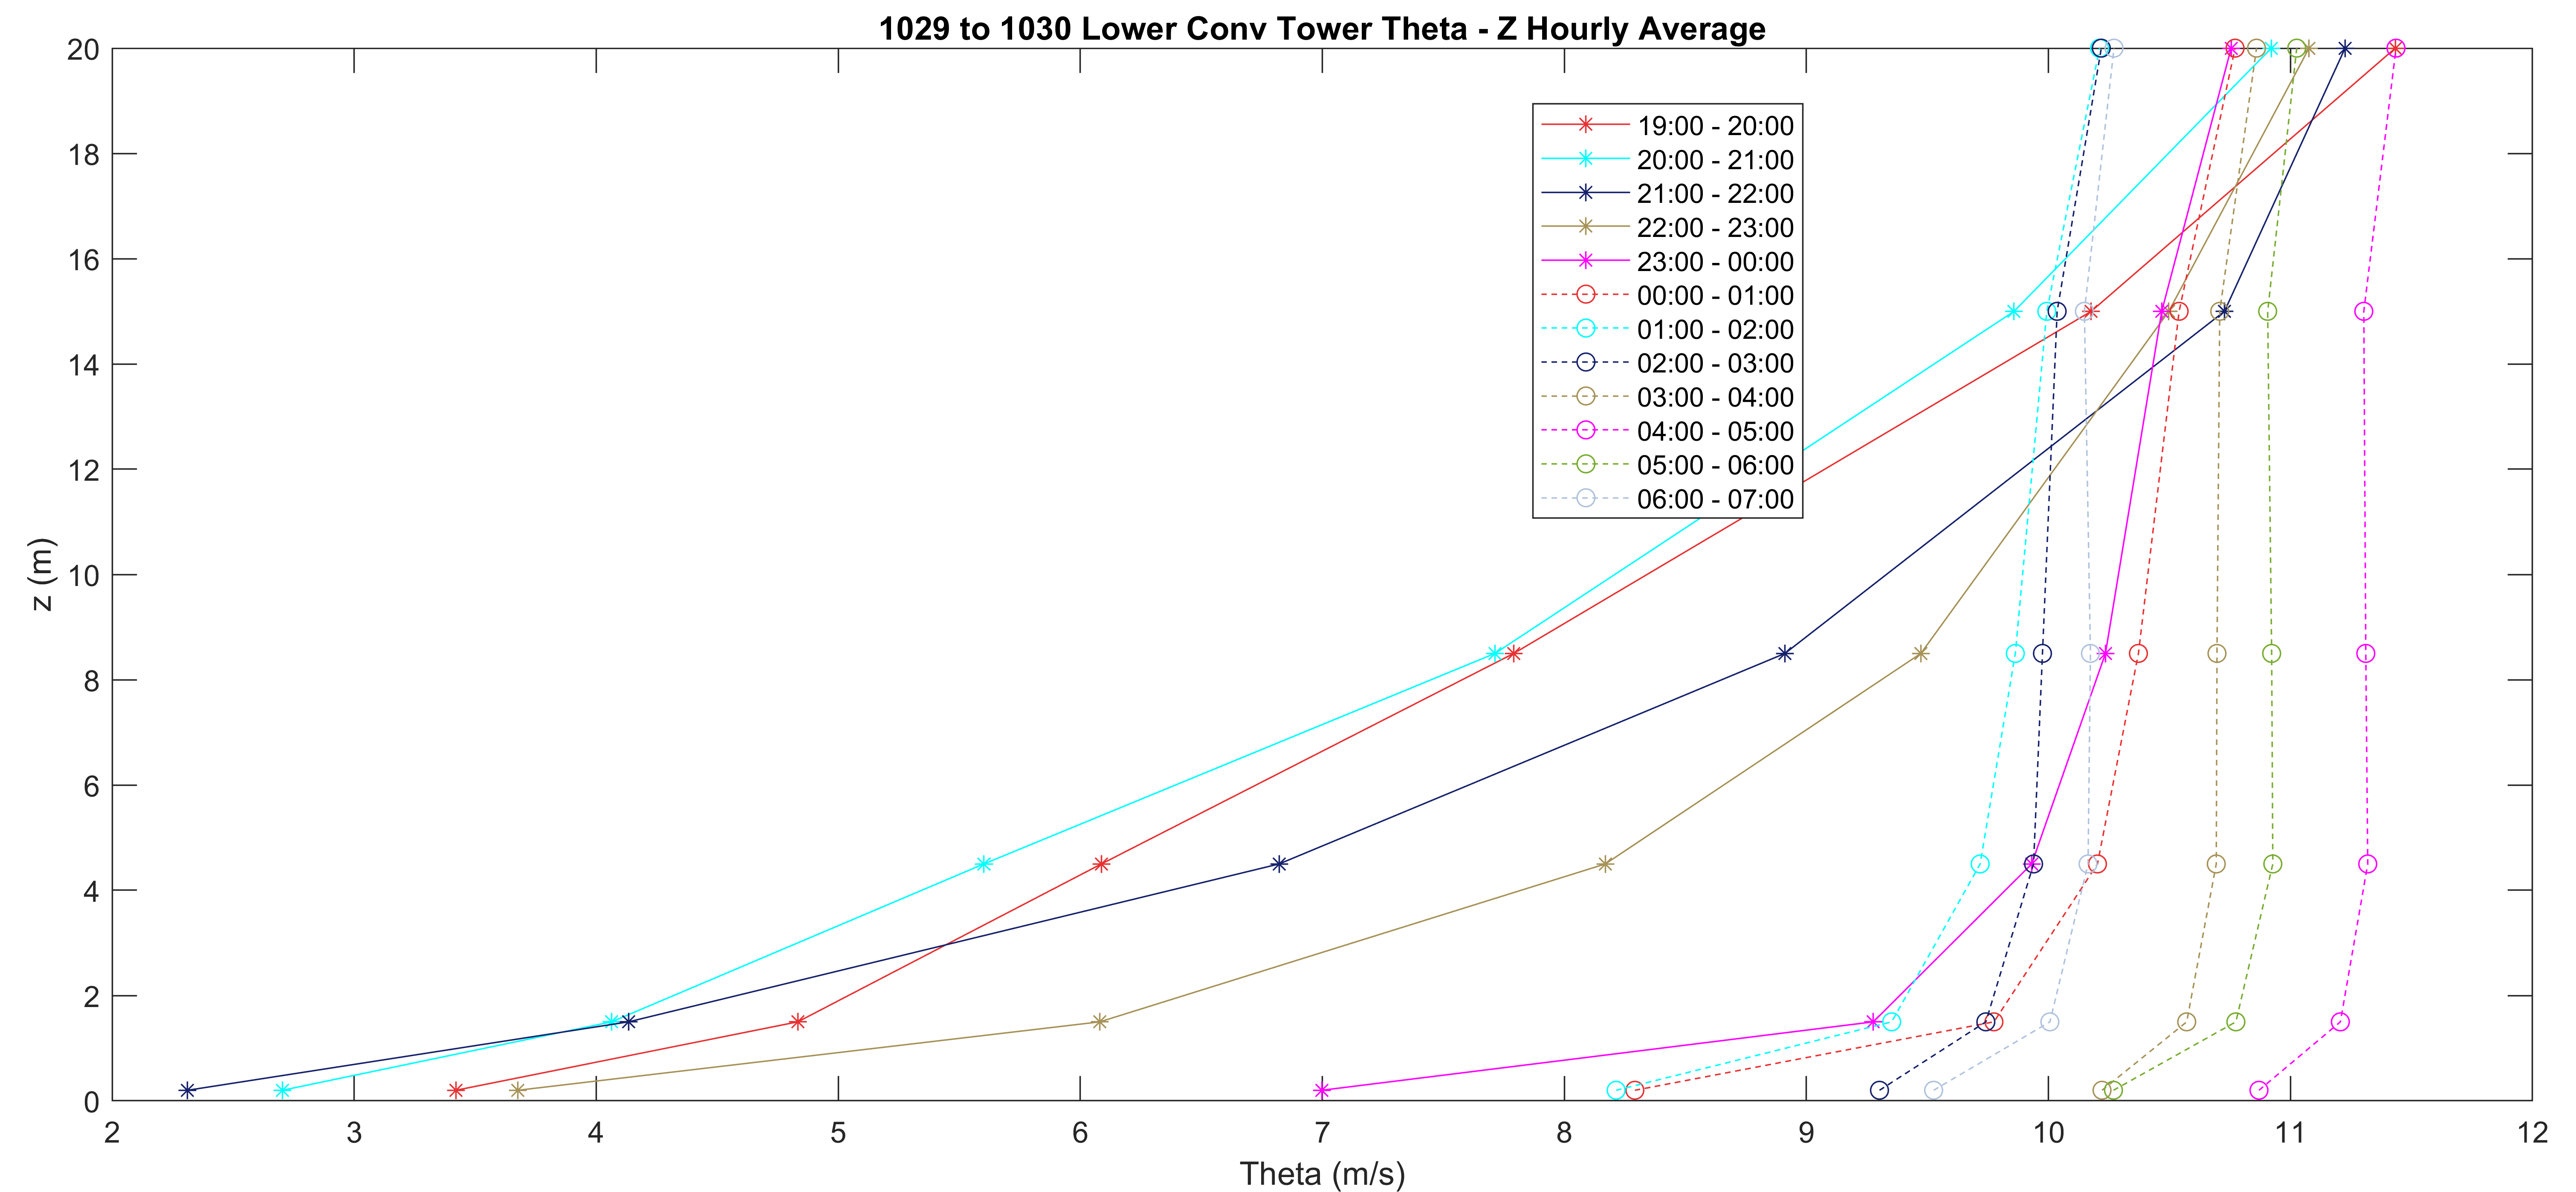 1029 to 1030 Lower Conv Tower Theta - Z Hourly Average
20
18
16
14
12
10
8
6
4
2
0
z (m)
19:00 - 20:00
20:00 - 21:00
21:00 - 22:00
22:00 - 23:00
23:00 - 00:00
00:00 - 01:00
01:00 - 02:00
02:00 - 03:00
03:00 - 04:00
04:00 - 05:00
05:00 - 06:00
06:00 - 07:00
2 3 4 5 6 7 8 9 10 11 12
Theta (m/s)